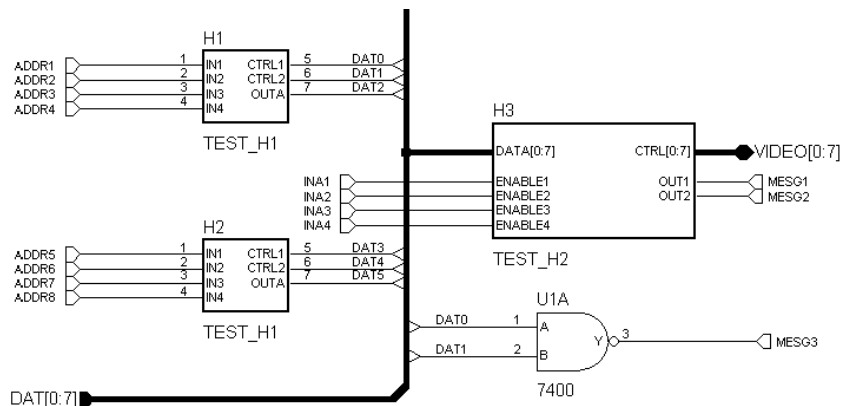 H1
ADDR1 1 IN1 CTRL1 5 DAT0
ADDR2 2 IN2 CTRL2 6 DAT1
ADDR3 3 IN3 OUTA 7 DAT2
ADDR4 4 IN4
TEST_H1
H3
DATA[0:7] CTRL[0:7] VIDEO[0:7]
INA1 ENABLE1 OUT1 MESG1
INA2 ENABLE2 OUT2 MESG2
INA3 ENABLE3
INA4 ENABLE4
TEST_H2
H2
ADDR5 1 IN1 CTRL1 5 DAT3
ADDR6 2 IN2 CTRL2 6 DAT4
ADDR7 3 IN3 OUTA 7 DAT5
ADDR8 4 IN4
TEST_H1
U1A
DAT0 1 A
Y 3 MESG3
DAT1 2 B
7400
DAT[0:7]